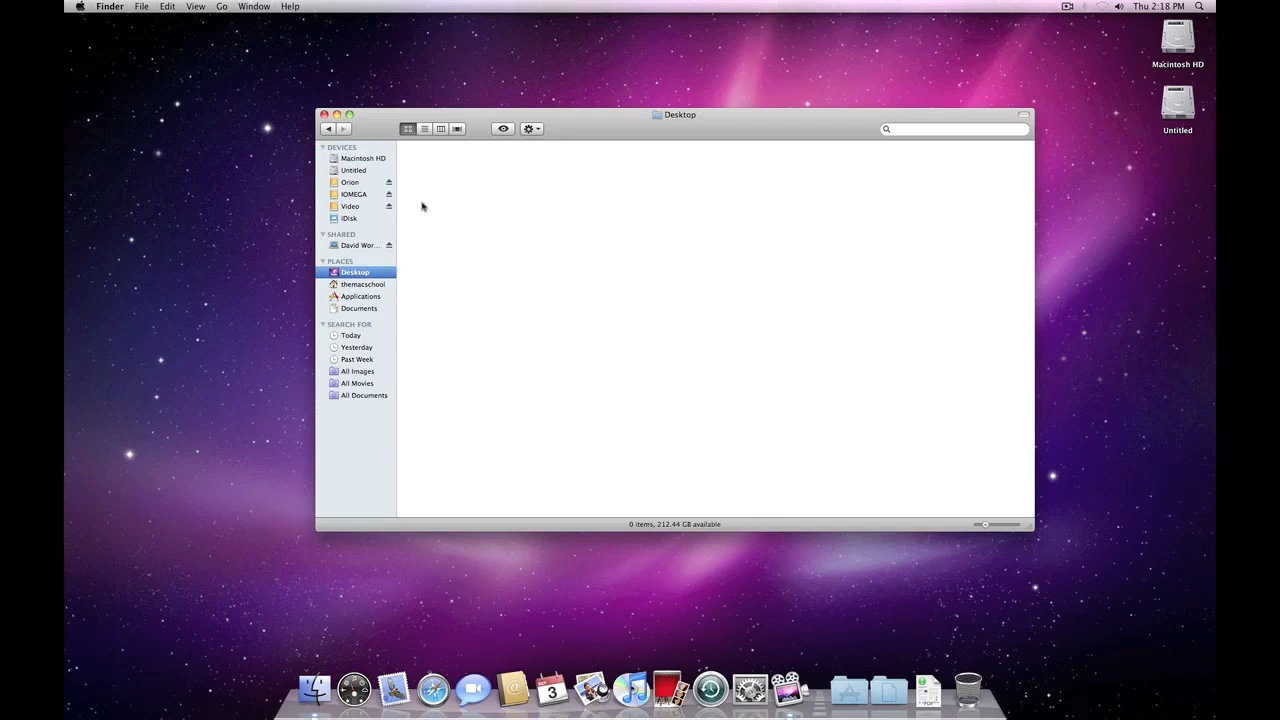 Finder File Edit View Go Window Help Thu 2:18 PM
Macintosh HD
Untitled
Desktop
DEVICES
Macintosh HD
Untitled
Orion
IOMEGA
Video
iDisk
SHARED
David Wor...
PLACES
Desktop
themacschool
Applications
Documents
SEARCH FOR
Today
Yesterday
Past Week
All Images
All Movies
All Documents
0 items, 212.44 GB available
SEP
3